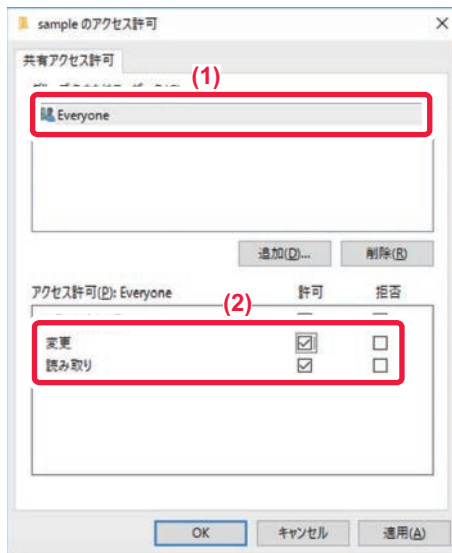 sample のアクセス許可
共有アクセス許可
(1)
Everyone
追加(D)... 削除(R)
アクセス許可(P): Everyone 許可 拒否
(2)
変更
読み取り
OK キャンセル 適用(A)